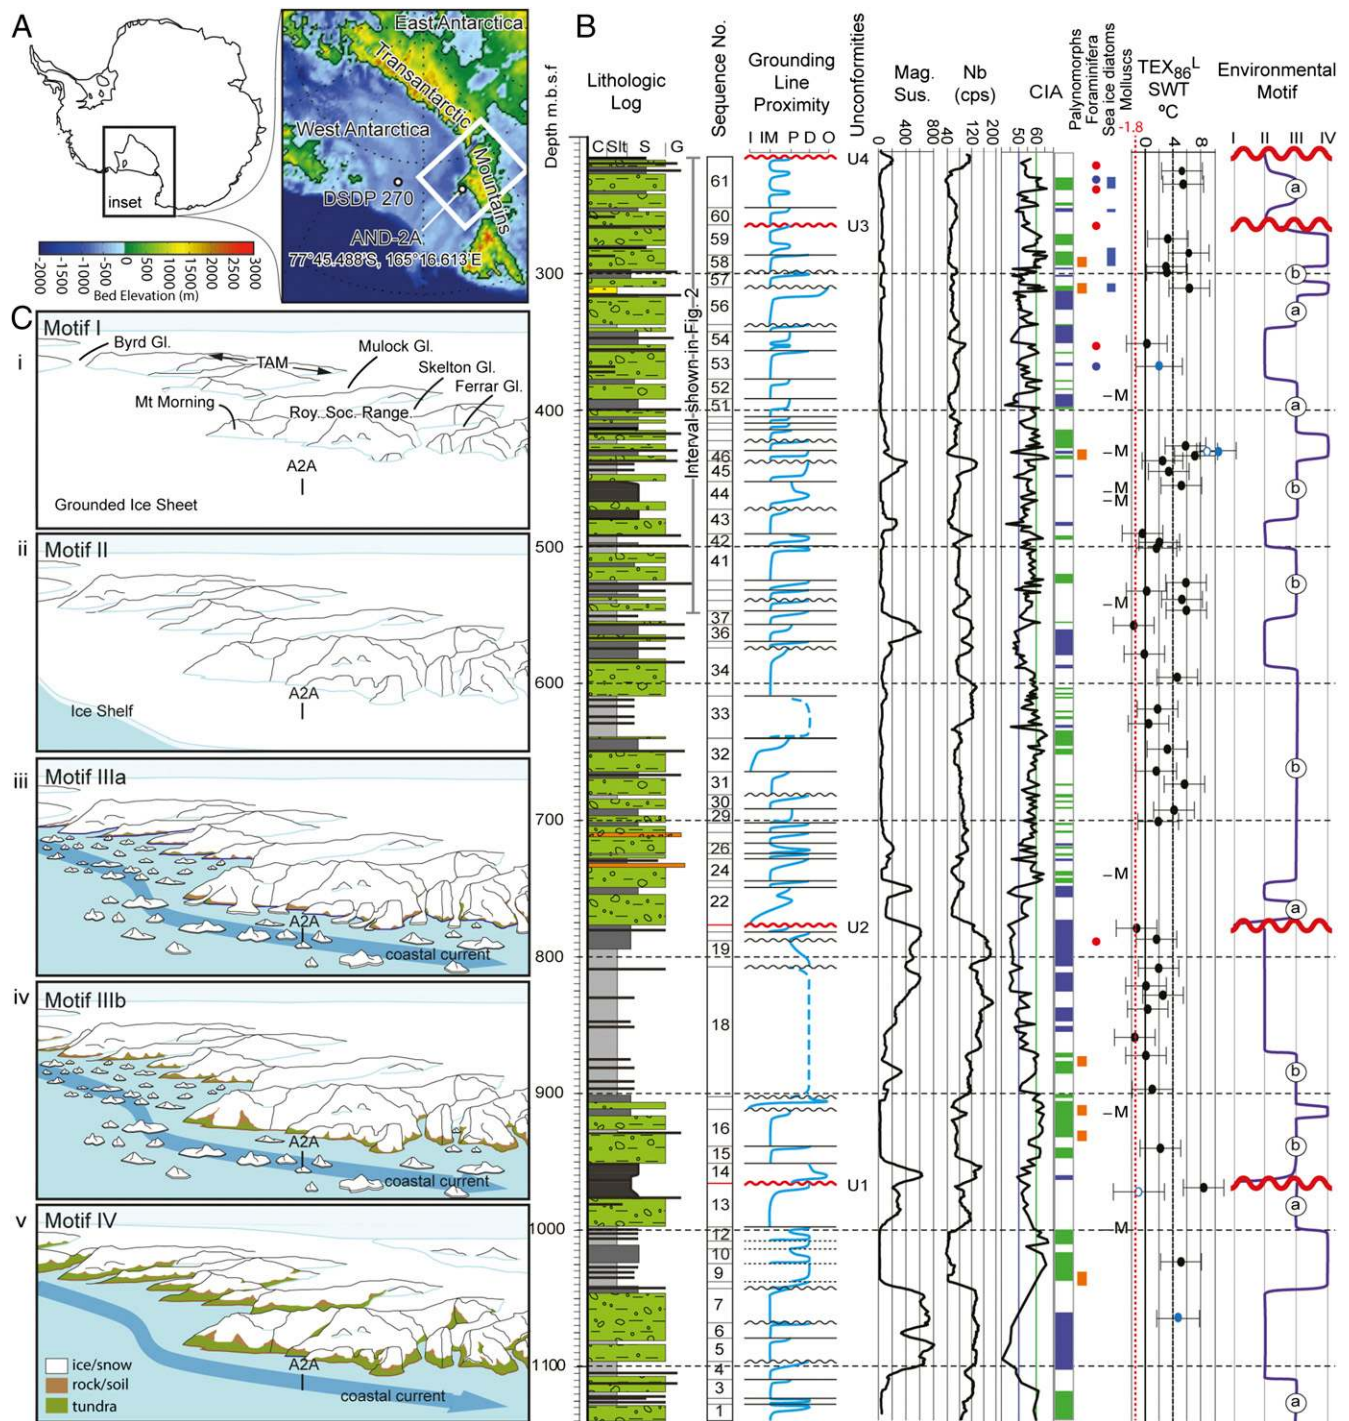 A
East Antarctica
Transantarctic
Mountains
West Antarctica
DSDP 270
AND-2A
77°45.488'S, 165°16.613'E
inset
-2000
-1500
-1000
-500
0
500
1000
1500
2000
2500
3000
Bed Elevation (m)
C
i
Motif I
Byrd Gl.
TAM
Mulock Gl.
Skelton Gl.
Ferrar Gl.
Mt Morning
Roy. Soc. Range.
A2A
Grounded Ice Sheet
ii
Motif II
A2A
Ice Shelf
iii
Motif IIIa
A2A
coastal current
iv
Motif IIIb
A2A
coastal current
v
Motif IV
A2A
coastal current
ice/snow
rock/soil
tundra
B
Depth m.b.s.f
Lithologic
Log
C Slt S G
Sequence No.
Grounding
Line
Proximity
I IM P D O
Unconformities
Mag.
Sus.
0 400 800
Nb
(cps)
40 120 200
CIA
50 60
Palynomorphs
Foraminifera
Sea ice diatoms
Molluscs
-1.8
TEX86L
SWT
ºC
0 4 8
Environmental
Motif
I II III IV
300
400
500
600
700
800
900
1000
1100
Interval shown in Fig. 2
61
60
59
58
57
56
54
53
52
51
46
45
44
43
42
41
37
36
34
33
32
31
30
29
26
24
22
19
18
16
15
14
13
12
10
9
7
6
5
4
3
1
U4
U3
U2
U1
M
M
M
M
M
M
M
M
a
b
a
a
b
b
b
a
b
b
a
a